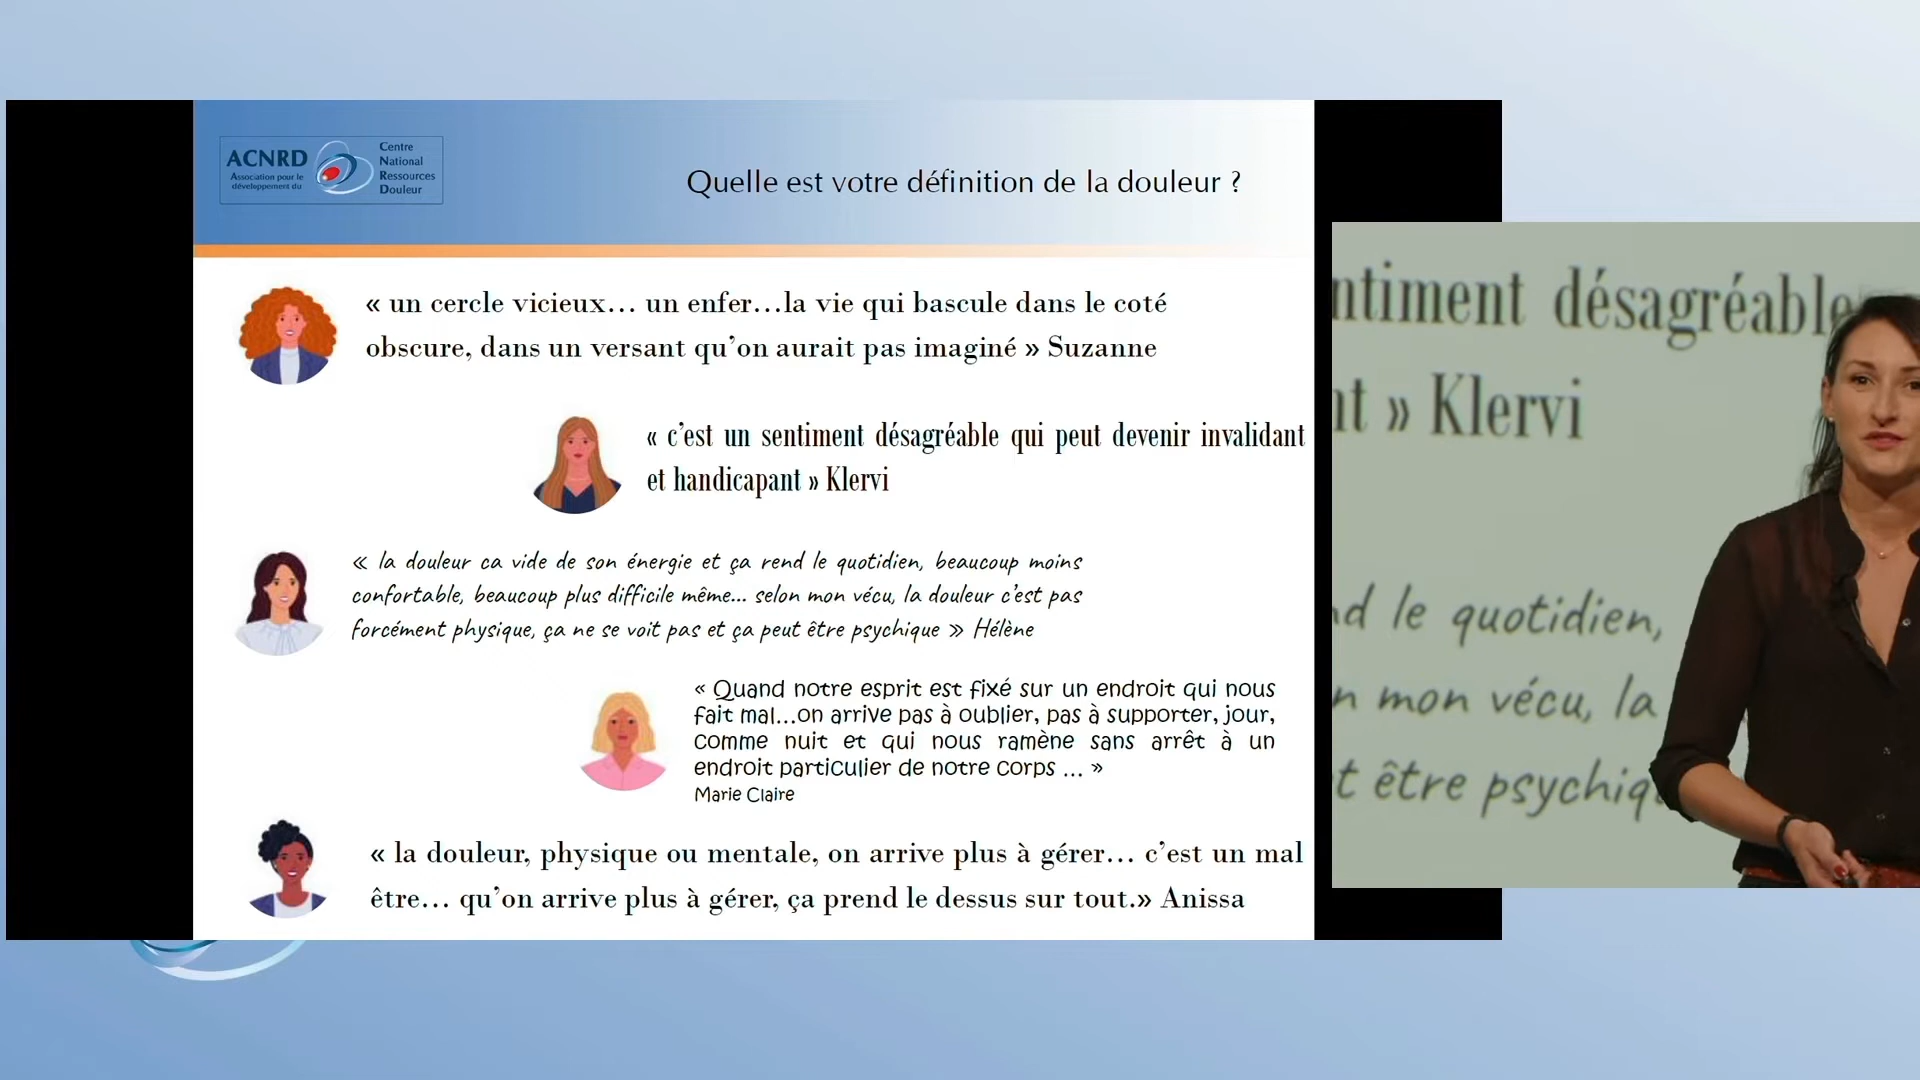 ACNRD
Association pour le
développement du
Centre
National
Ressources
Douleur
Quelle est votre définition de la douleur ?
« un cercle vicieux… un enfer…la vie qui bascule dans le coté
obscure, dans un versant qu’on aurait pas imaginé » Suzanne
« c’est un sentiment désagréable qui peut devenir invalidant
et handicapant » Klervi
« la douleur ca vide de son énergie et ça rend le quotidien, beaucoup moins
confortable, beaucoup plus difficile même… selon mon vécu, la douleur c’est pas
forcément physique, ça ne se voit pas et ça peut être psychique » Hélène
« Quand notre esprit est fixé sur un endroit qui nous
fait mal…on arrive pas à oublier, pas à supporter, jour,
comme nuit et qui nous ramène sans arrêt à un
endroit particulier de notre corps … »
Marie Claire
« la douleur, physique ou mentale, on arrive plus à gérer… c’est un mal
être… qu’on arrive plus à gérer, ça prend le dessus sur tout.» Anissa
ntiment désagréable
nt » Klervi
nd le quotidien,
n mon vécu, la
t être psychiq